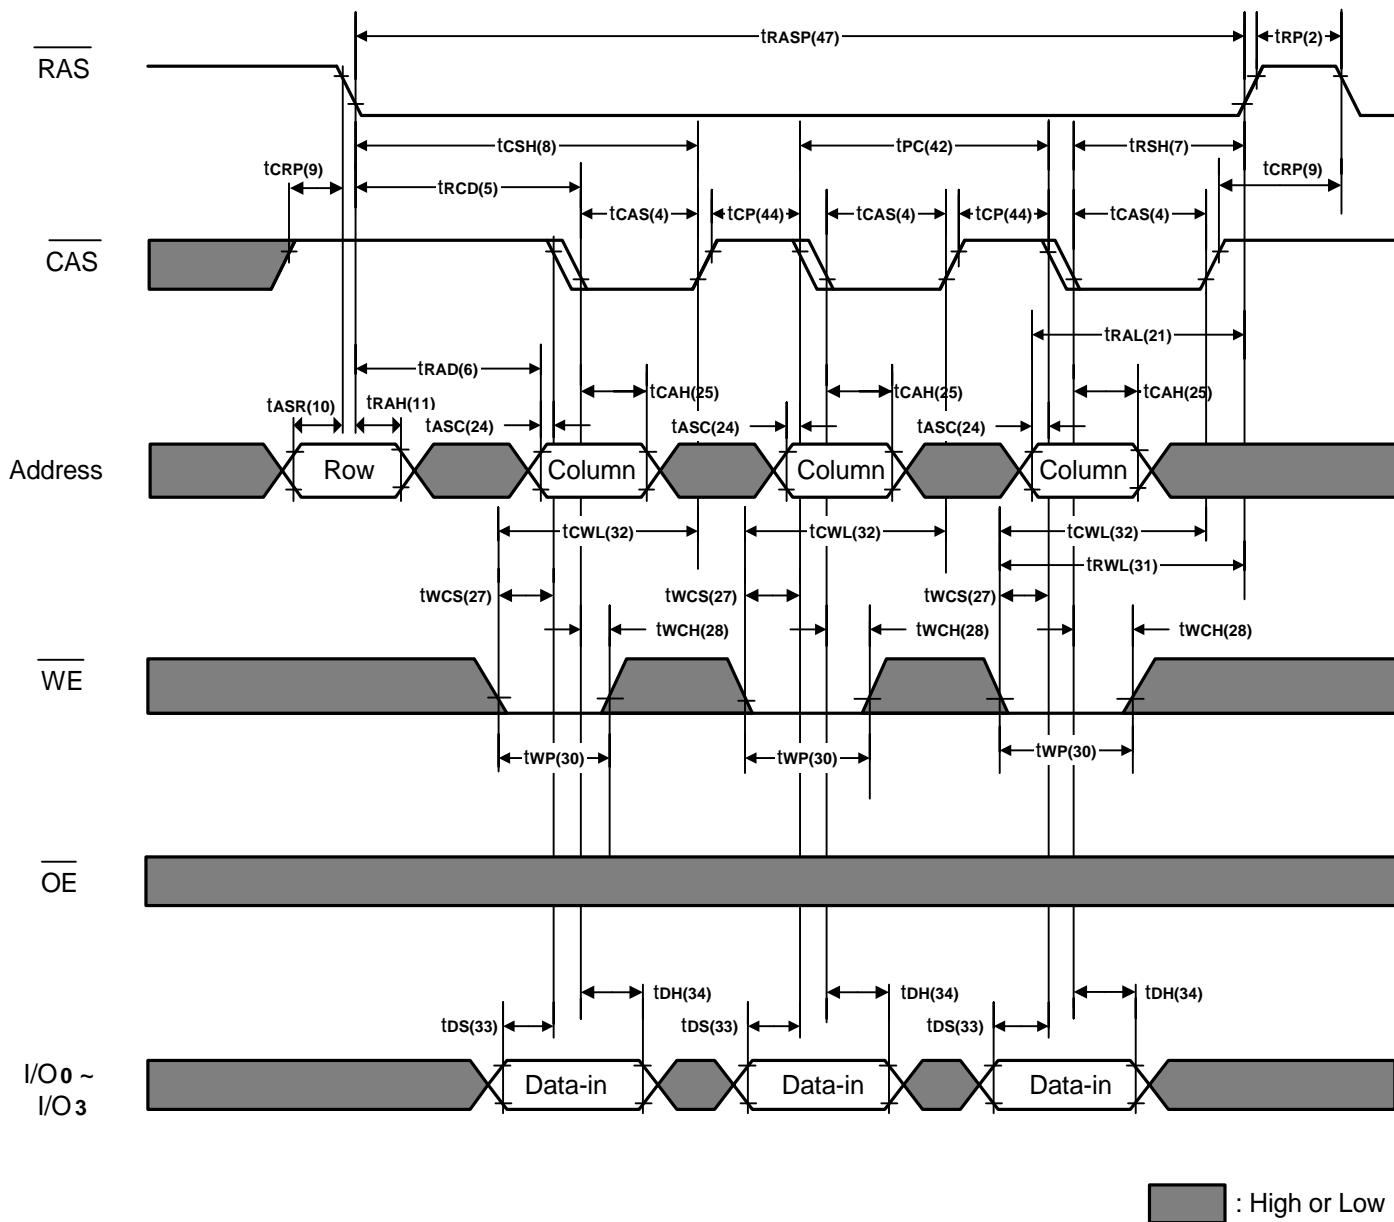 tRASP(47) tRP(2)
RAS
tCSH(8) tPC(42) tRSH(7)
tCRP(9) tCRP(9)
tRCD(5)
tCAS(4) tCP(44) tCAS(4) tCP(44) tCAS(4)
CAS
tRAL(21)
tRAD(6)
tCAH(25) tCAH(25) tCAH(25)
tASR(10) tRAH(11)
tASC(24) tASC(24) tASC(24)
Address Row Column Column Column
tCWL(32) tCWL(32) tCWL(32)
tRWL(31)
tWCS(27) tWCS(27) tWCS(27)
tWCH(28) tWCH(28) tWCH(28)
WE
tWP(30) tWP(30) tWP(30)
OE
tDH(34) tDH(34) tDH(34)
tDS(33) tDS(33) tDS(33)
I/O0 ~
I/O3
Data-in Data-in Data-in
: High or Low